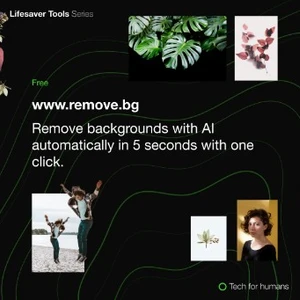 Lifesaver Tools Series
Free
www.remove.bg
Remove backgrounds with AI
automatically in 5 seconds with one
click.
Tech for humans